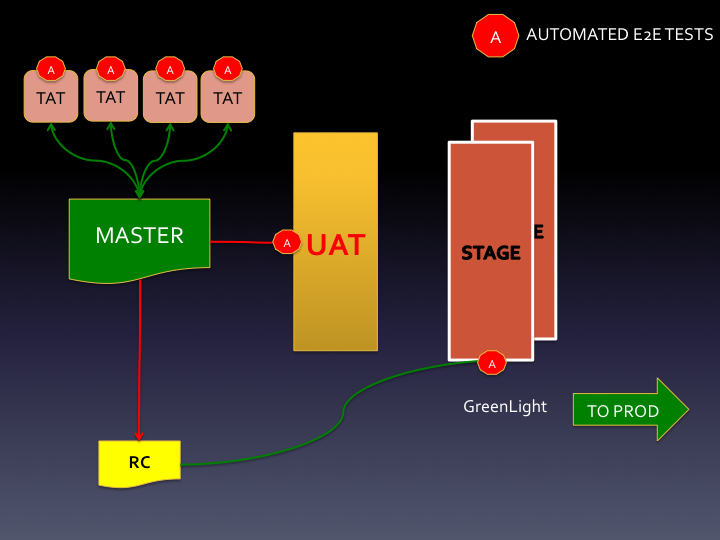 A AUTOMATED E2E TESTS
A A A A
TAT TAT TAT TAT
MASTER
A UAT
STAGE
E
A
GreenLight
TO PROD
RC